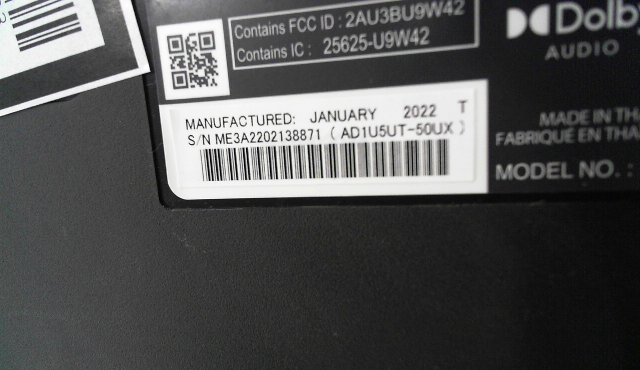 Contains FCC ID : 2AU3BU9W42
Contains IC : 25625-U9W42
Dolby
AUDIO
MANUFACTURED: JANUARY 2022 T
S/N ME3A2202138871 ( AD1U5UT-50UX )
MADE IN THA
FABRIQUÉ EN THA
MODEL NO. :